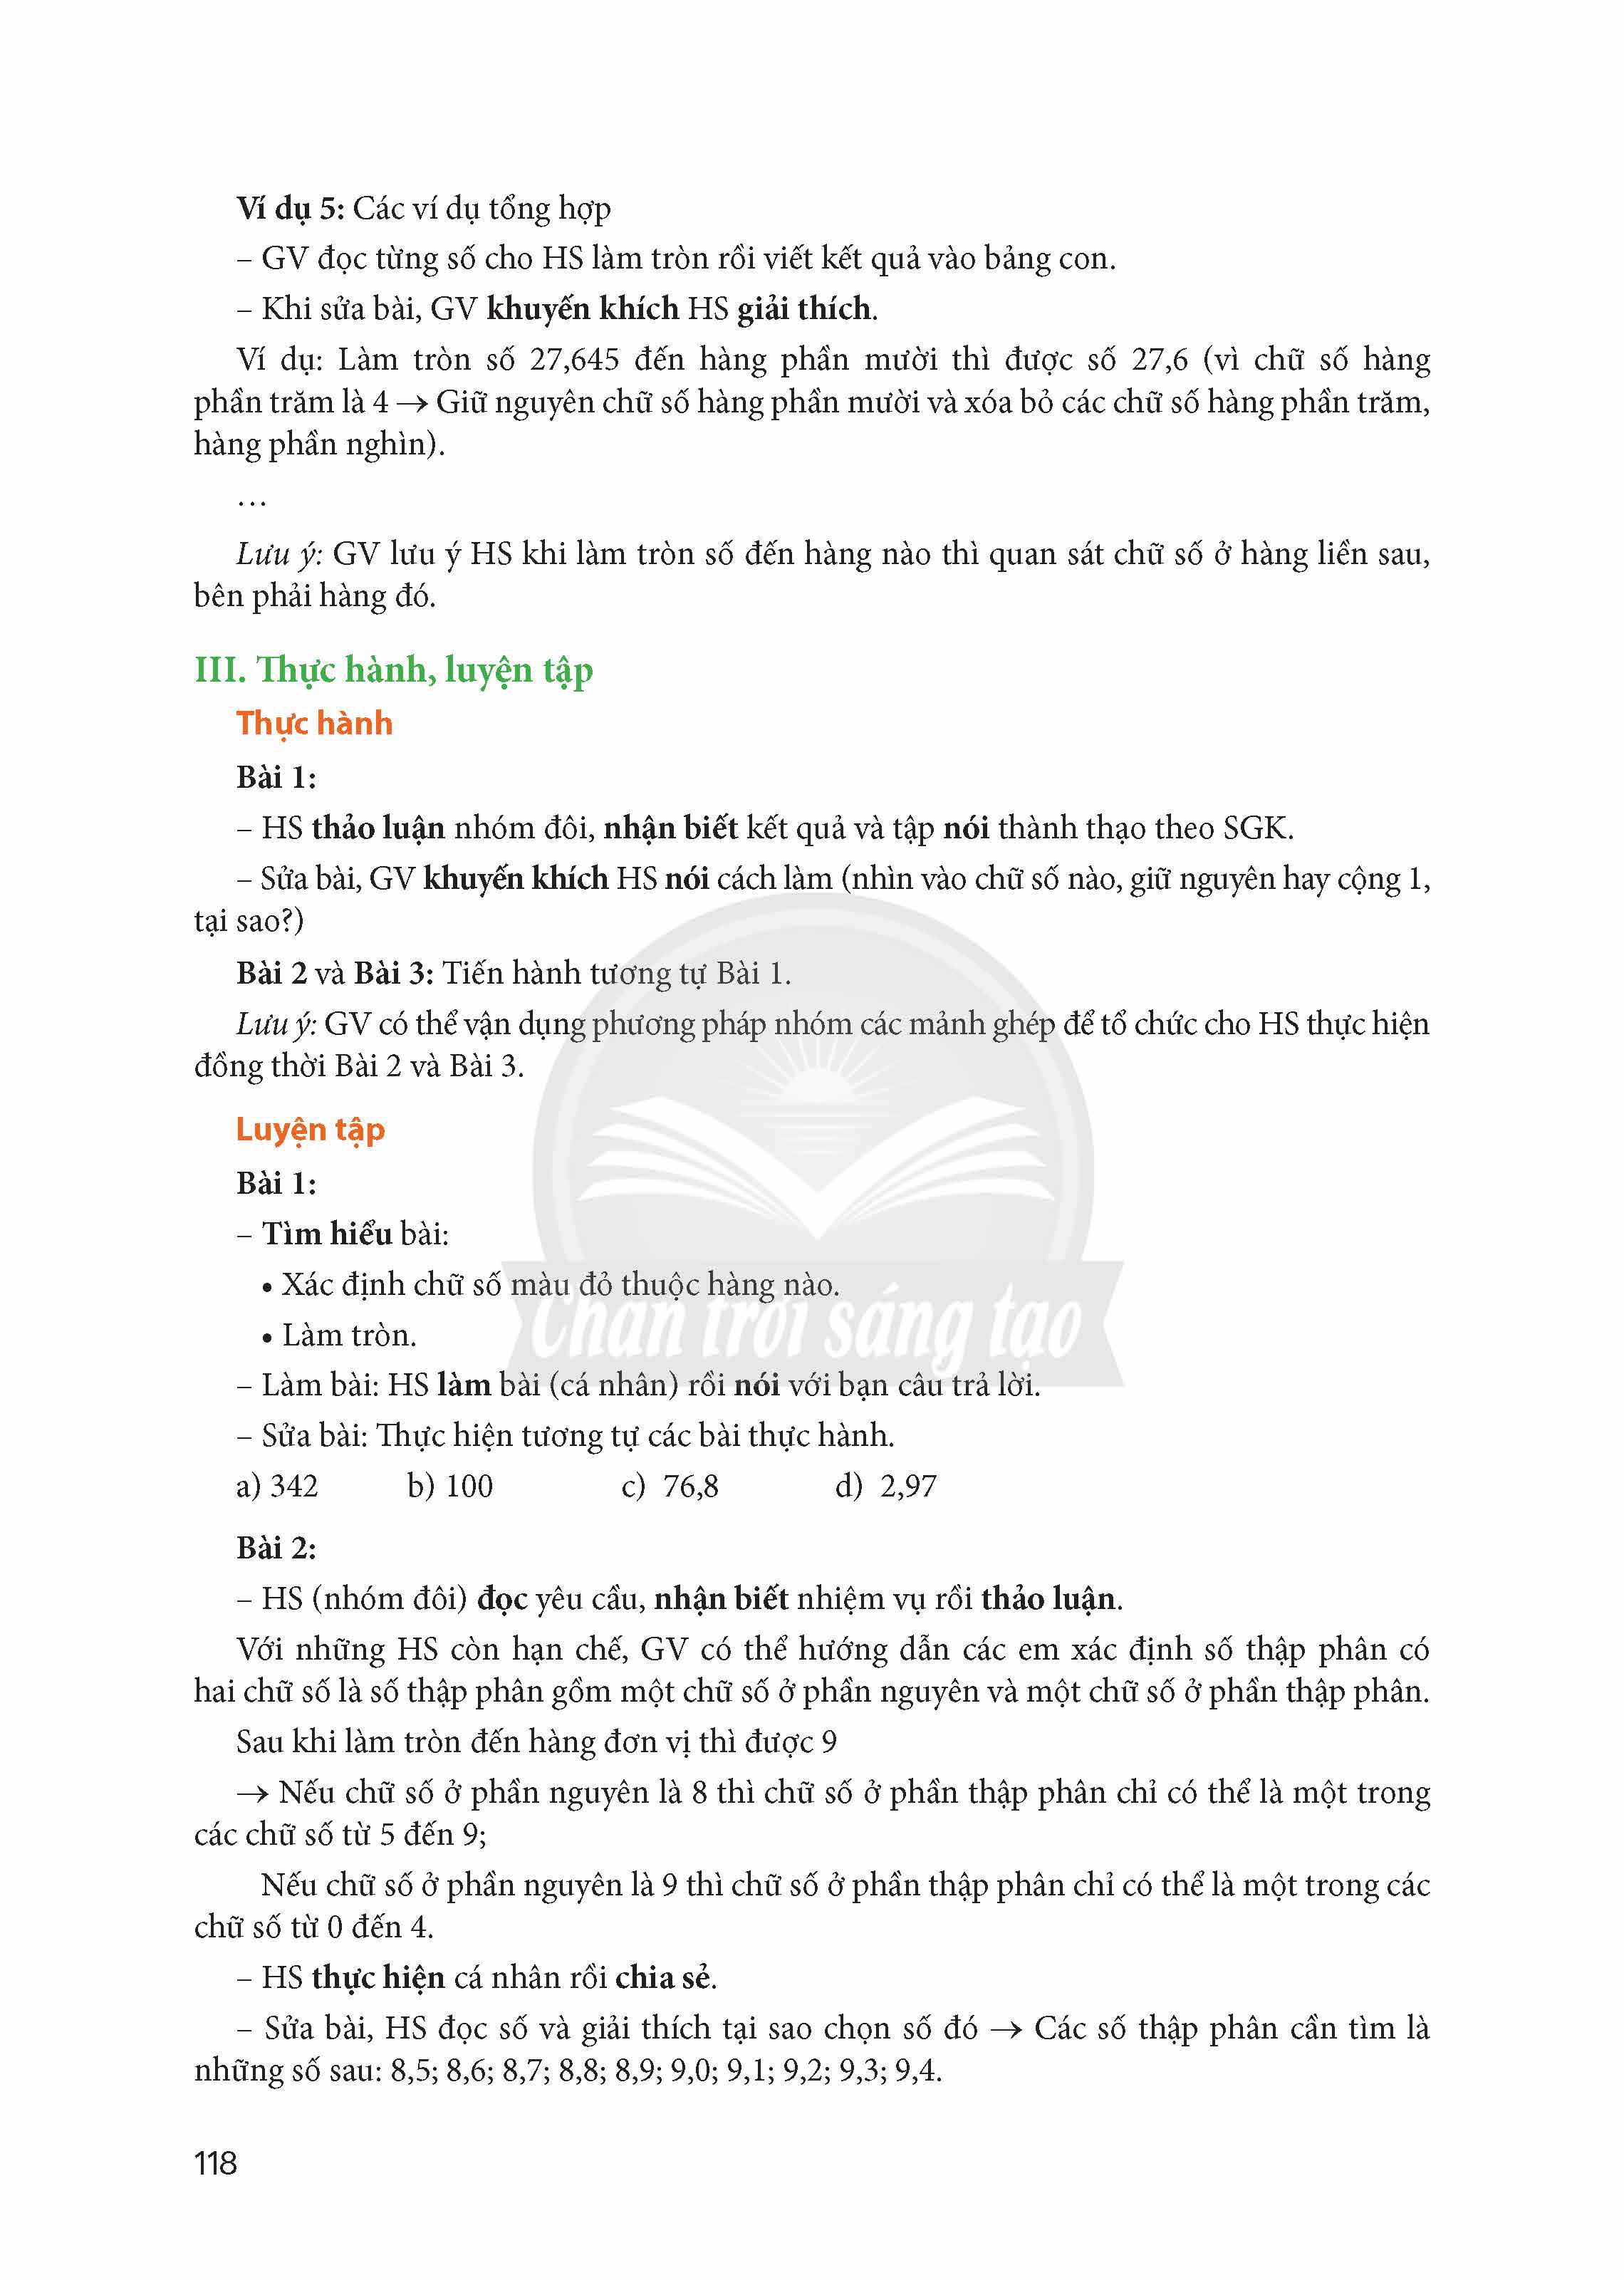 Ví dụ 5: Các ví dụ tổng hợp
– GV đọc từng số cho HS làm tròn rồi viết kết quả vào bảng con.
– Khi sửa bài, GV khuyến khích HS giải thích.
Ví dụ: Làm tròn số 27,645 đến hàng phần mười thì được số 27,6 (vì chữ số hàng
phần trăm là 4 → Giữ nguyên chữ số hàng phần mười và xóa bỏ các chữ số hàng phần trăm,
hàng phần nghìn).
…
Lưu ý: GV lưu ý HS khi làm tròn số đến hàng nào thì quan sát chữ số ở hàng liền sau,
bên phải hàng đó.
III. Thực hành, luyện tập
Thực hành
Bài 1:
– HS thảo luận nhóm đôi, nhận biết kết quả và tập nói thành thạo theo SGK.
– Sửa bài, GV khuyến khích HS nói cách làm (nhìn vào chữ số nào, giữ nguyên hay cộng 1,
tại sao?)
Bài 2 và Bài 3: Tiến hành tương tự Bài 1.
Lưu ý: GV có thể vận dụng phương pháp nhóm các mảnh ghép để tổ chức cho HS thực hiện
đồng thời Bài 2 và Bài 3.
Luyện tập
Bài 1:
– Tìm hiểu bài:
• Xác định chữ số màu đỏ thuộc hàng nào.
Chân trời sáng tạo
• Làm tròn.
– Làm bài: HS làm bài (cá nhân) rồi nói với bạn câu trả lời.
– Sửa bài: Thực hiện tương tự các bài thực hành.
a) 342 b) 100 c) 76,8 d) 2,97
Bài 2:
– HS (nhóm đôi) đọc yêu cầu, nhận biết nhiệm vụ rồi thảo luận.
Với những HS còn hạn chế, GV có thể hướng dẫn các em xác định số thập phân có
hai chữ số là số thập phân gồm một chữ số ở phần nguyên và một chữ số ở phần thập phân.
Sau khi làm tròn đến hàng đơn vị thì được 9
→ Nếu chữ số ở phần nguyên là 8 thì chữ số ở phần thập phân chỉ có thể là một trong
các chữ số từ 5 đến 9;
Nếu chữ số ở phần nguyên là 9 thì chữ số ở phần thập phân chỉ có thể là một trong các
chữ số từ 0 đến 4.
– HS thực hiện cá nhân rồi chia sẻ.
– Sửa bài, HS đọc số và giải thích tại sao chọn số đó → Các số thập phân cần tìm là
những số sau: 8,5; 8,6; 8,7; 8,8; 8,9; 9,0; 9,1; 9,2; 9,3; 9,4.
118